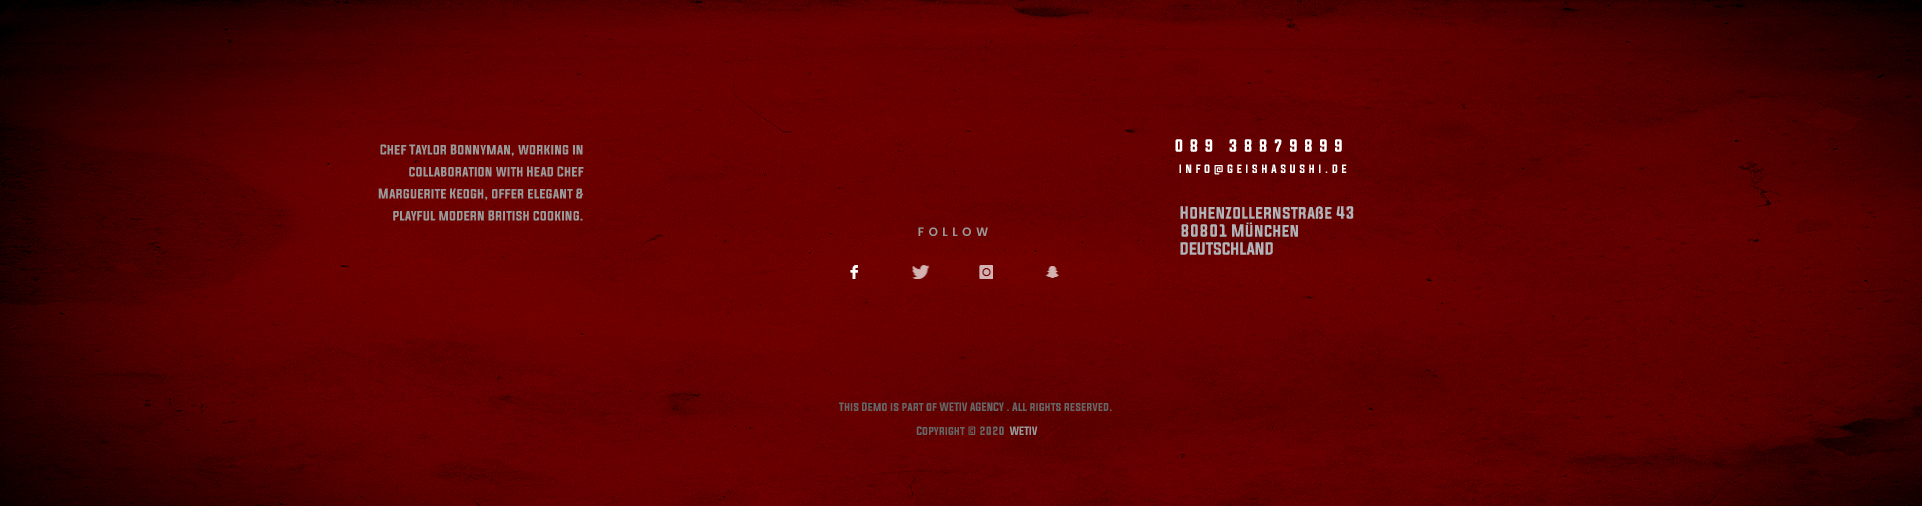 Chef Taylor Bonnyman, working in
collaboration with Head Chef
Marguerite Keogh, offer elegant &
playful modern British cooking.
FOLLOW
089 38879899
INFO@GEISHASUSHI.DE
Hohenzollernstraße 43
80801 München
Deutschland
This Demo is part of WETIV AGENCY . All rights reserved.
Copyright © 2020 WETIV